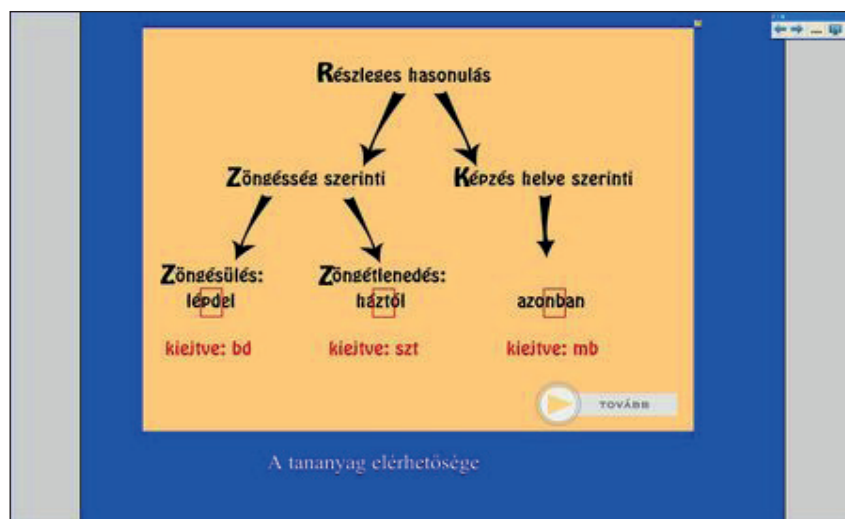 Részleges hasonulás
Zöngésség szerinti
Képzés helye szerinti
Zöngésülés:
lépdel
kiejtve: bd
Zöngétlenedés:
háztól
kiejtve: szt
azonban
kiejtve: mb
TOVÁBB
A tananyag elérhetősége